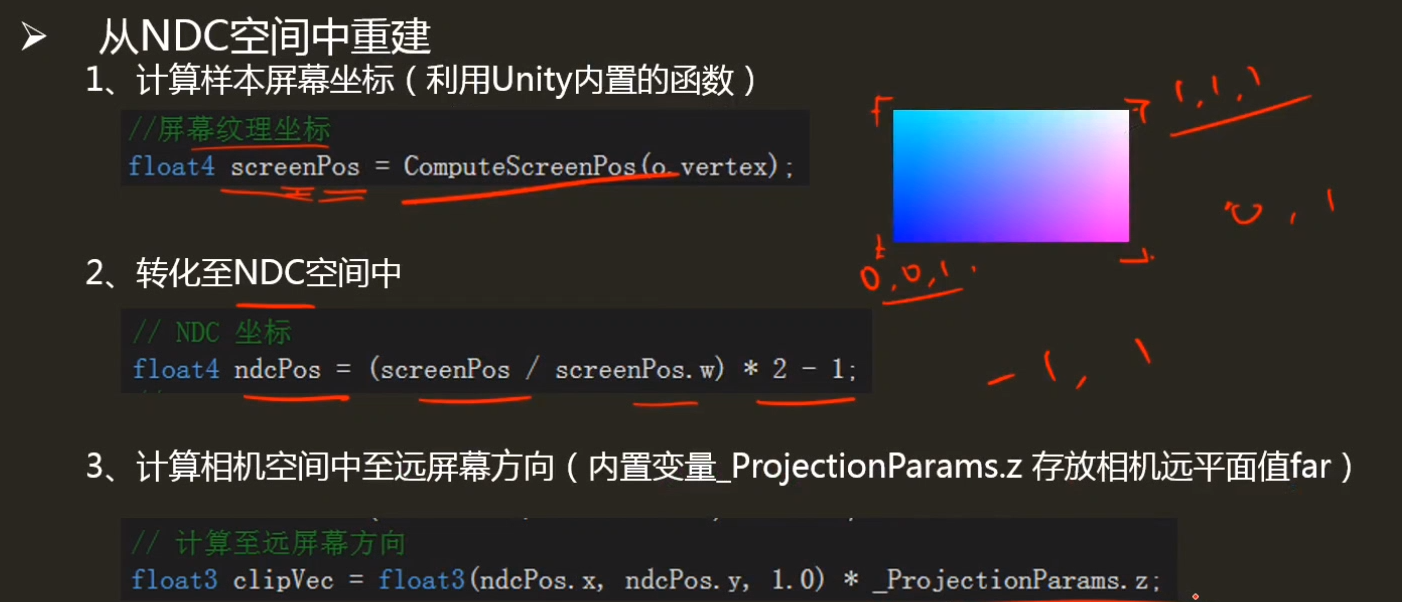 ➢ 从NDC空间中重建
1、计算样本屏幕坐标（利用Unity内置的函数）
//屏幕纹理坐标
float4 screenPos = ComputeScreenPos(o.vertex);
1,1,1
0,1
0,0,1
2、转化至NDC空间中
// NDC 坐标
float4 ndcPos = (screenPos / screenPos.w) * 2 - 1;
-1,1
3、计算相机空间中至远屏幕方向（内置变量_ProjectionParams.z 存放相机远平面值far）
// 计算至远屏幕方向
float3 clipVec = float3(ndcPos.x, ndcPos.y, 1.0) * _ProjectionParams.z;